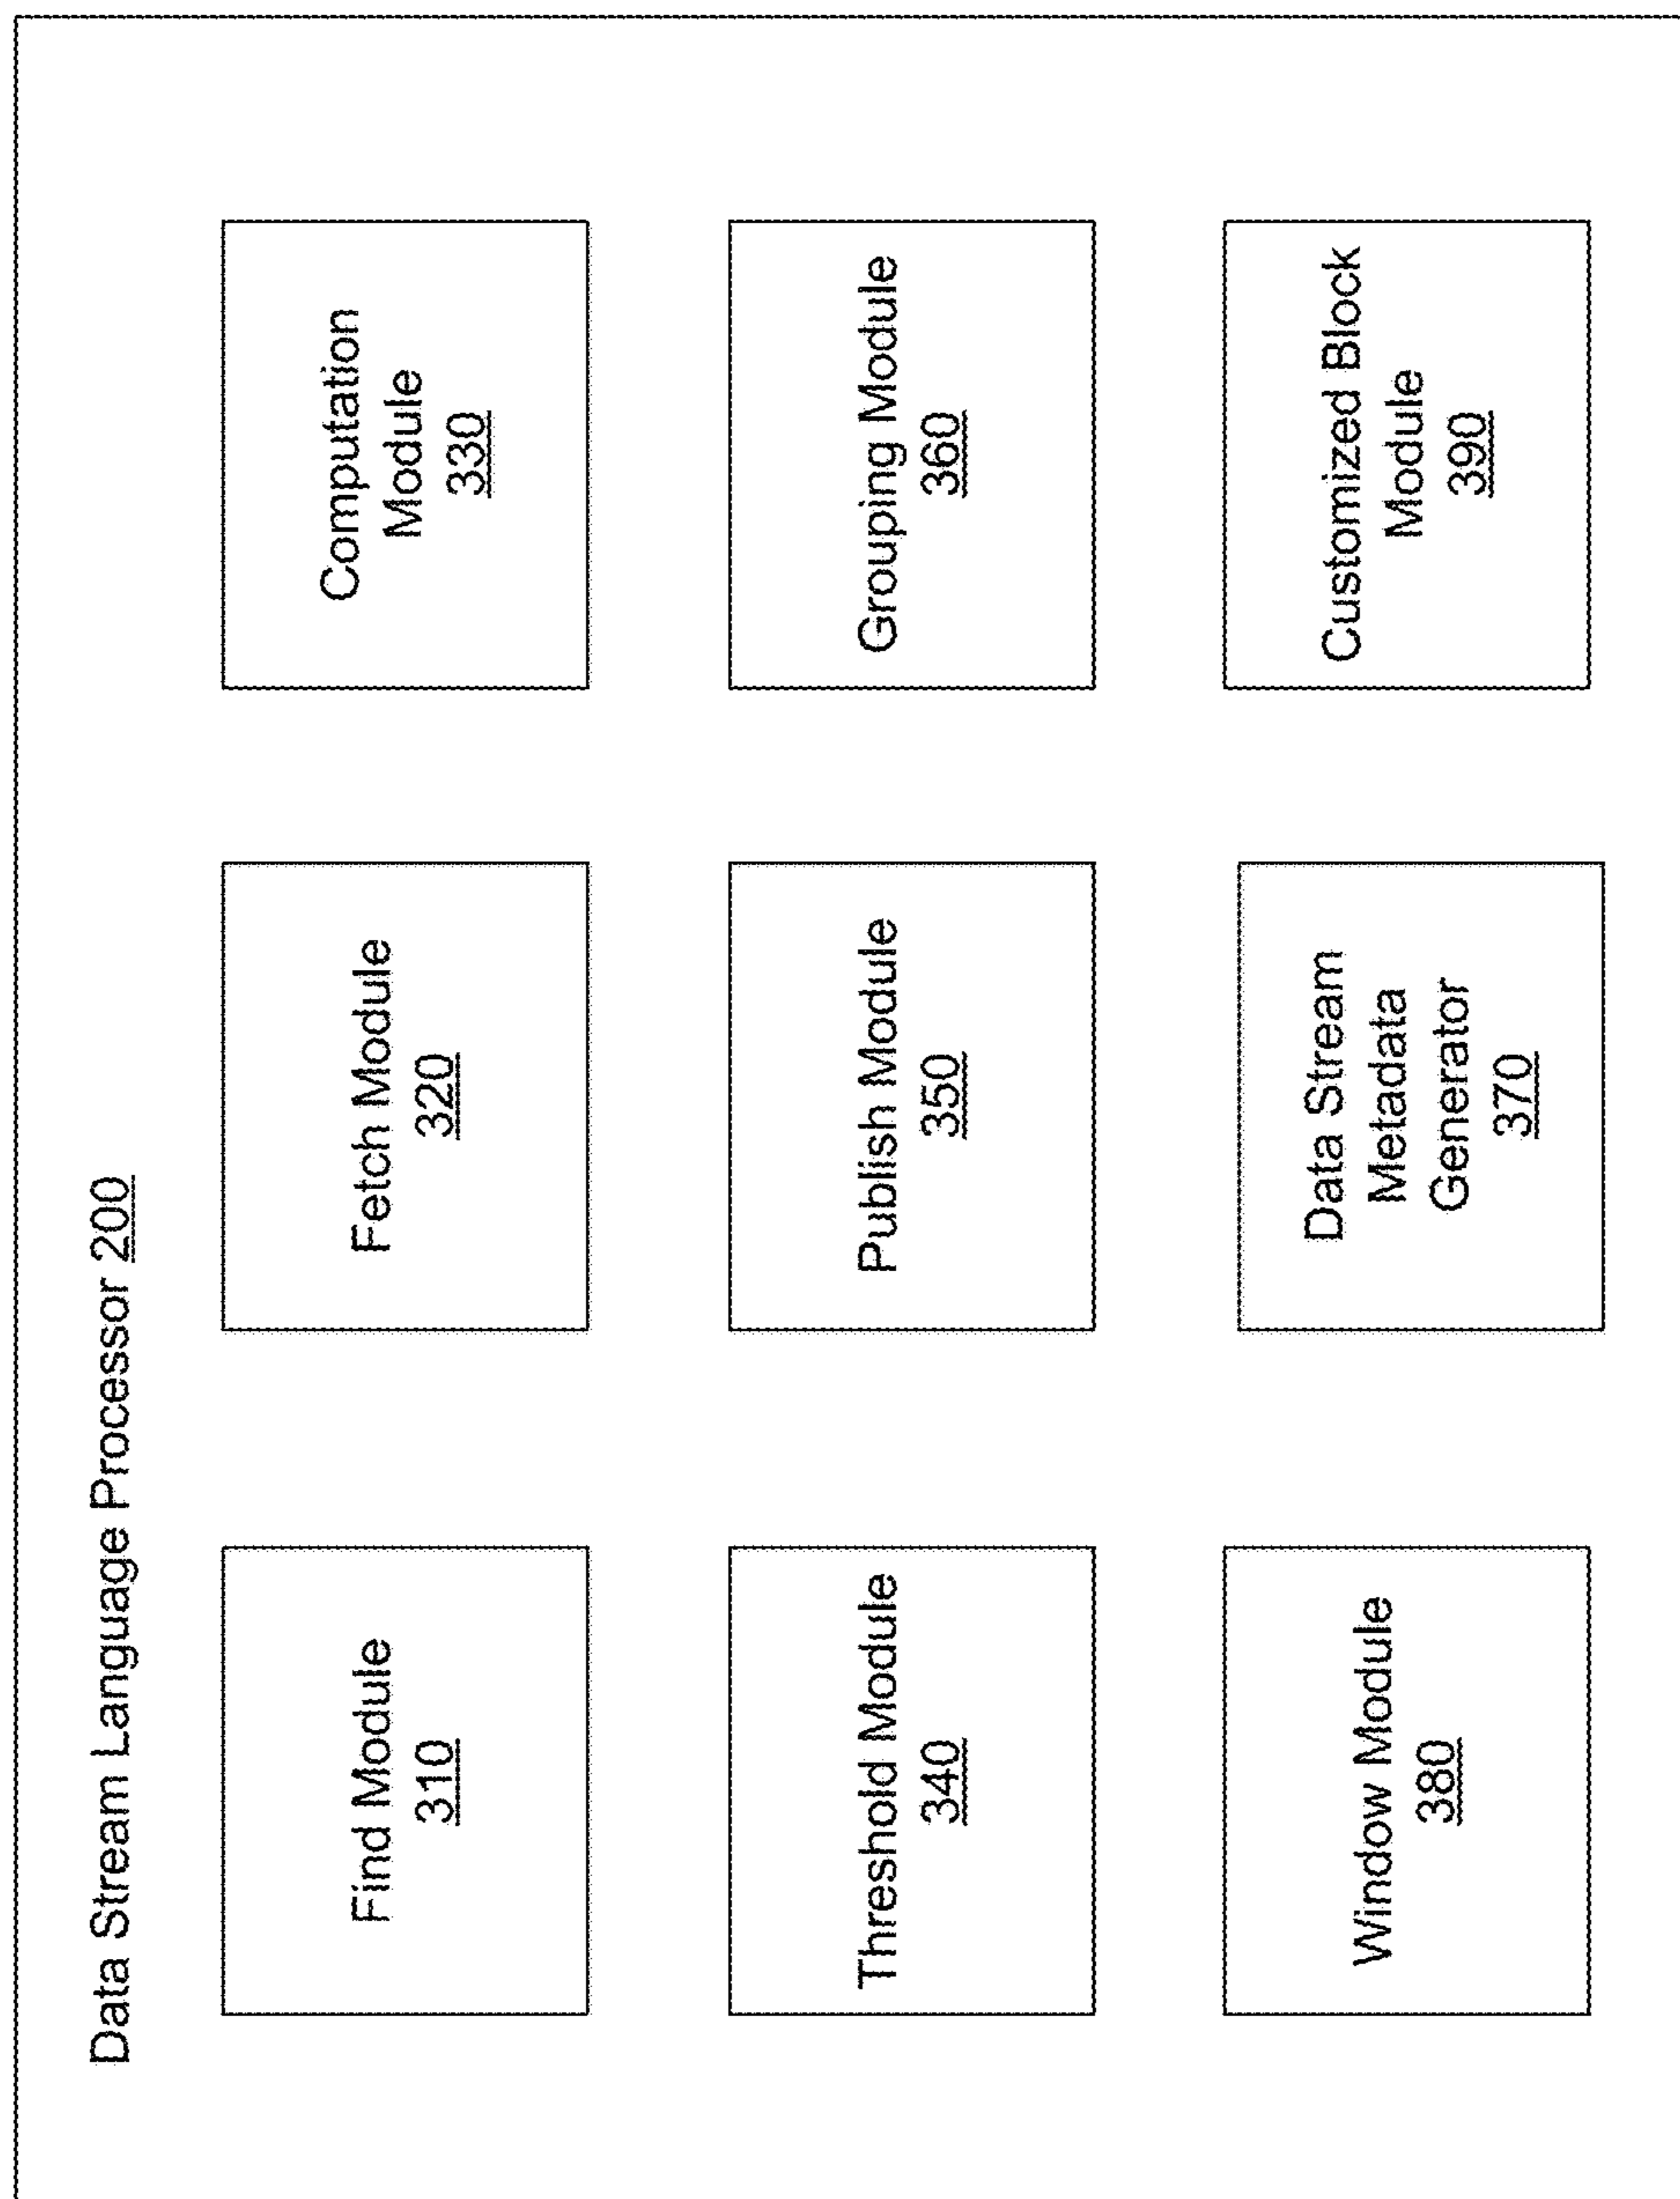 Data Stream Language Processor 200
Find Module
310
Fetch Module
320
Computation
Module
330
Threshold Module
340
Publish Module
350
Grouping Module
360
Window Module
380
Data Stream
Metadata
Generator
370
Customized Block
Module
390